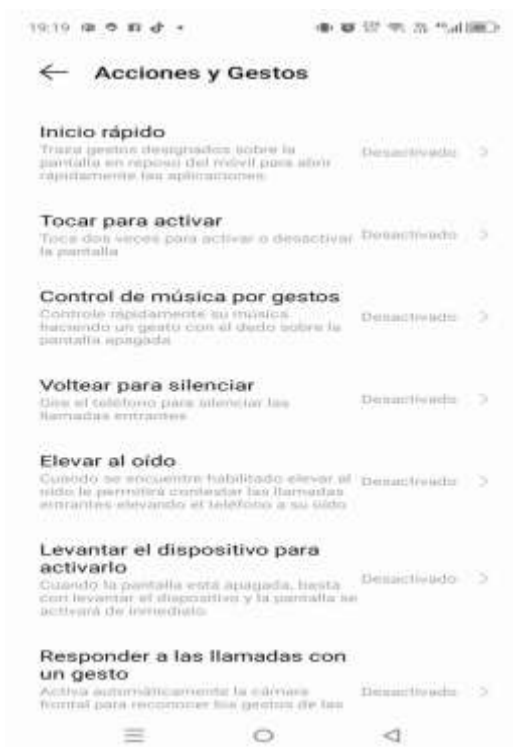 19:19
← Acciones y Gestos
Inicio rápido
Traza gestos designados sobre la
pantalla en reposo del móvil para abrir
rápidamente las aplicaciones.
Desactivado >
Tocar para activar
Toca dos veces para activar o desactivar
la pantalla
Desactivado >
Control de música por gestos
Controle rápidamente su música
haciendo un gesto con el dedo sobre la
pantalla apagada
Desactivado >
Voltear para silenciar
Gire el teléfono para silenciar las
llamadas entrantes
Desactivado >
Elevar al oído
Cuando se encuentre habilitado elevar al
oído le permitirá contestar las llamadas
entrantes elevando el teléfono a su oído
Desactivado >
Levantar el dispositivo para
activarlo
Cuando la pantalla está apagada, basta
con levantar el dispositivo y la pantalla se
activará de inmediato
Desactivado >
Responder a las llamadas con
un gesto
Activa automáticamente la cámara
frontal para reconocer los gestos de las
Desactivado >